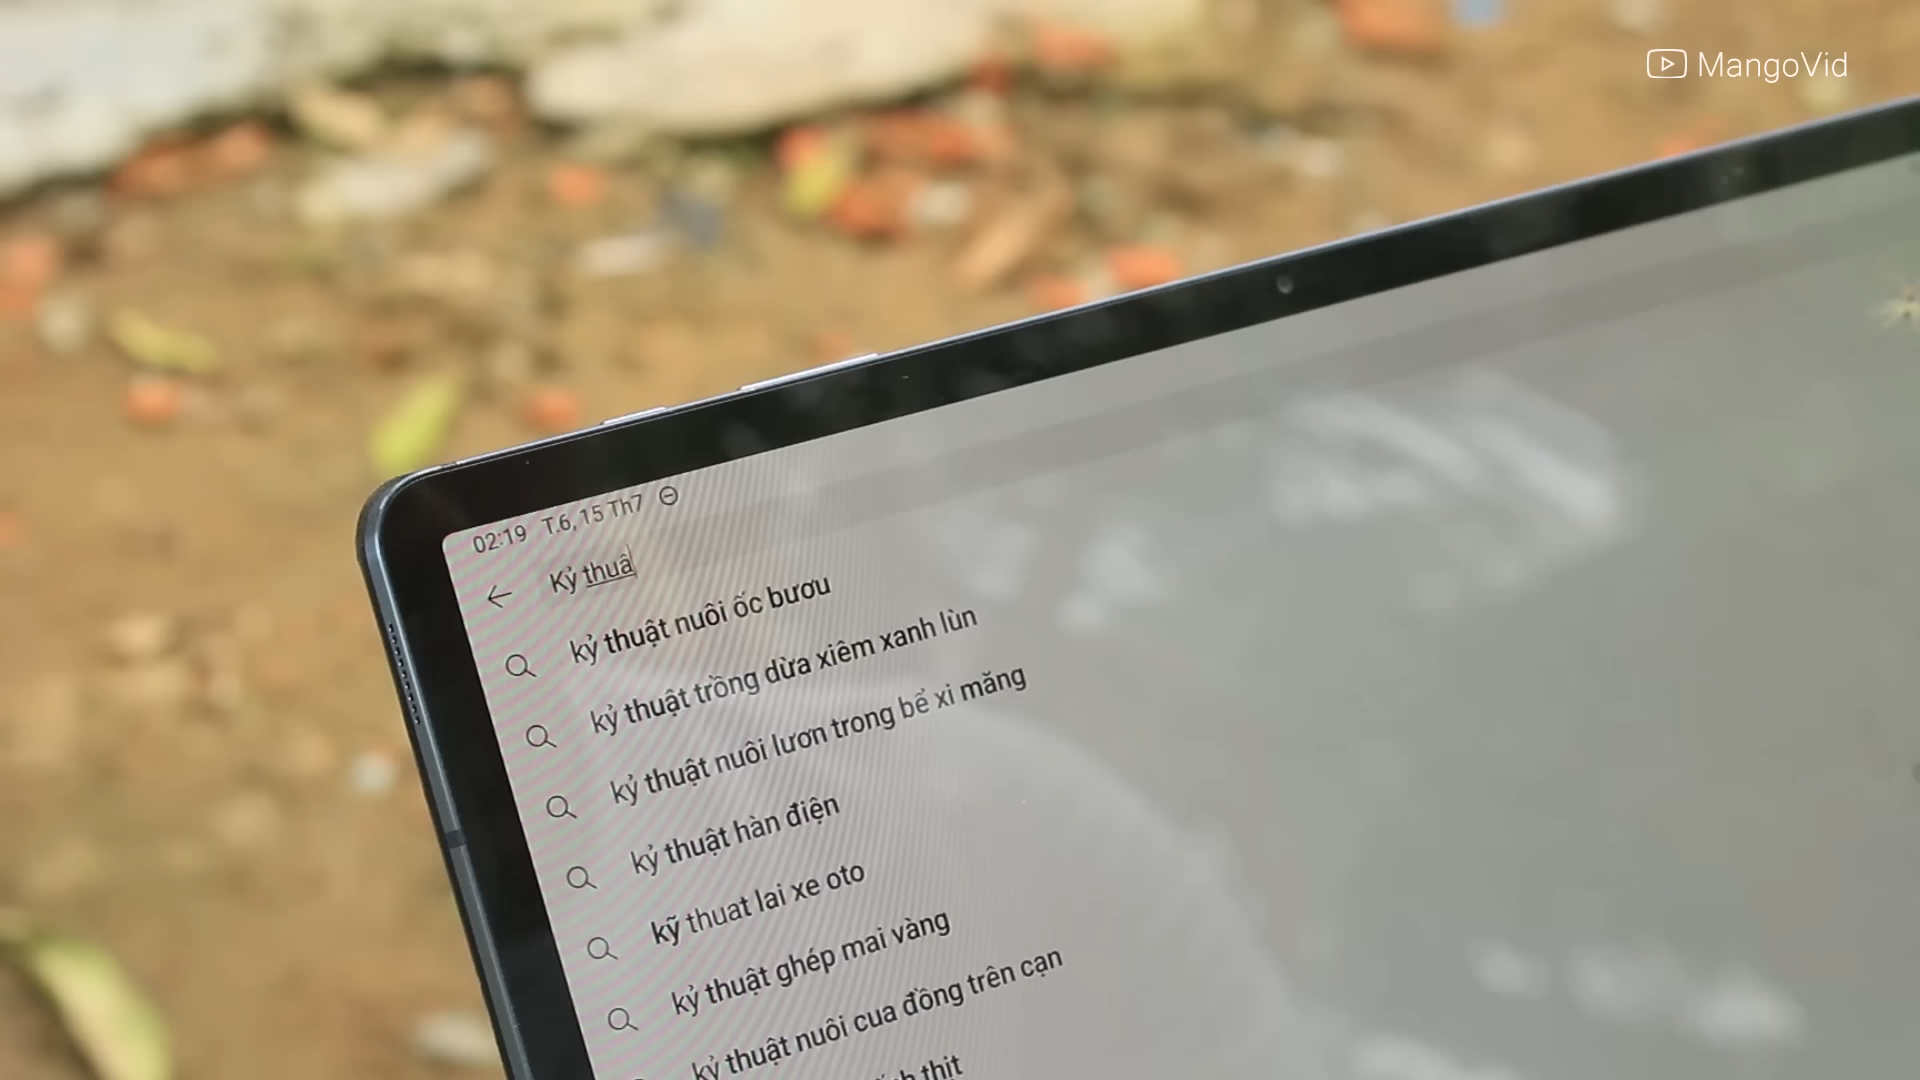 MangoVid
02:19 T.6, 15 Th7
Kỷ thuâ
kỷ thuật nuôi ốc bươu
kỷ thuật trồng dừa xiêm xanh lùn
kỷ thuật nuôi lươn trong bể xi măng
kỷ thuật hàn điện
kỹ thuat lai xe oto
kỷ thuật ghép mai vàng
kỷ thuật nuôi cua đồng trên cạn
thịt